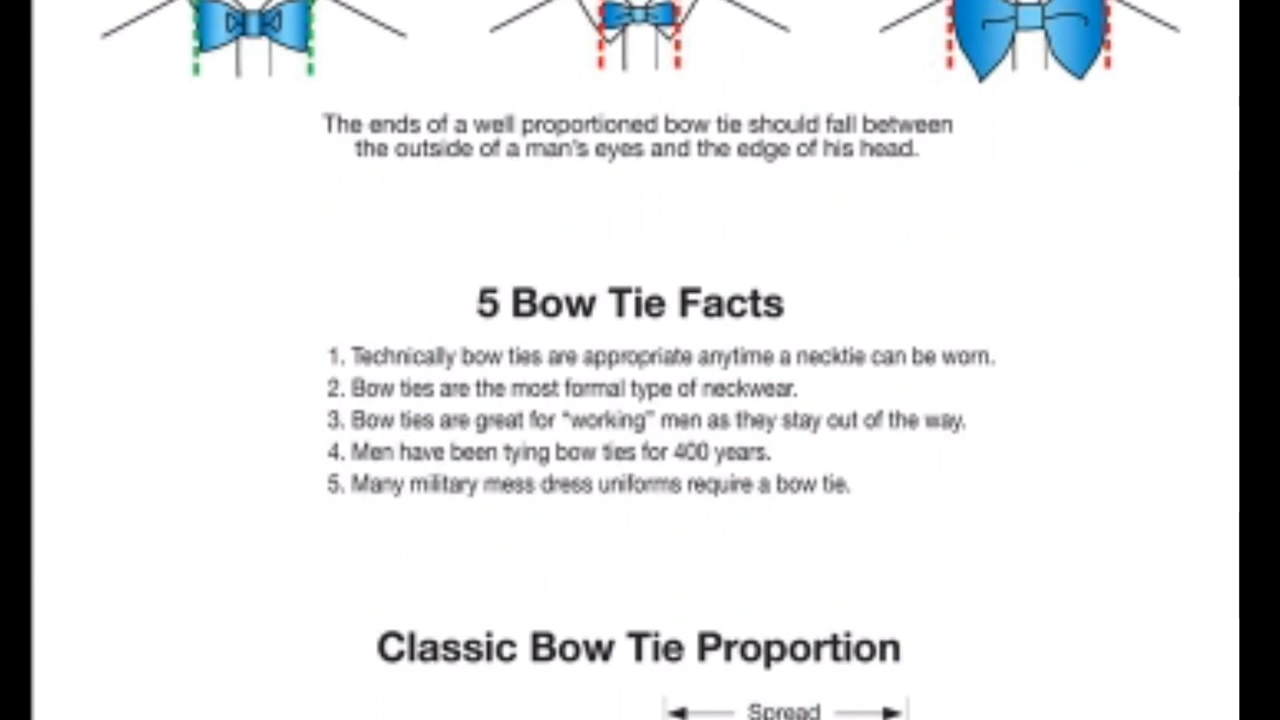 The ends of a well proportioned bow tie should fall between
the outside of a man's eyes and the edge of his head.
5 Bow Tie Facts
1. Technically bow ties are appropriate anytime a necktie can be worn.
2. Bow ties are the most formal type of neckwear.
3. Bow ties are great for “working” men as they stay out of the way.
4. Men have been tying bow ties for 400 years.
5. Many military mess dress uniforms require a bow tie.
Classic Bow Tie Proportion
Spread